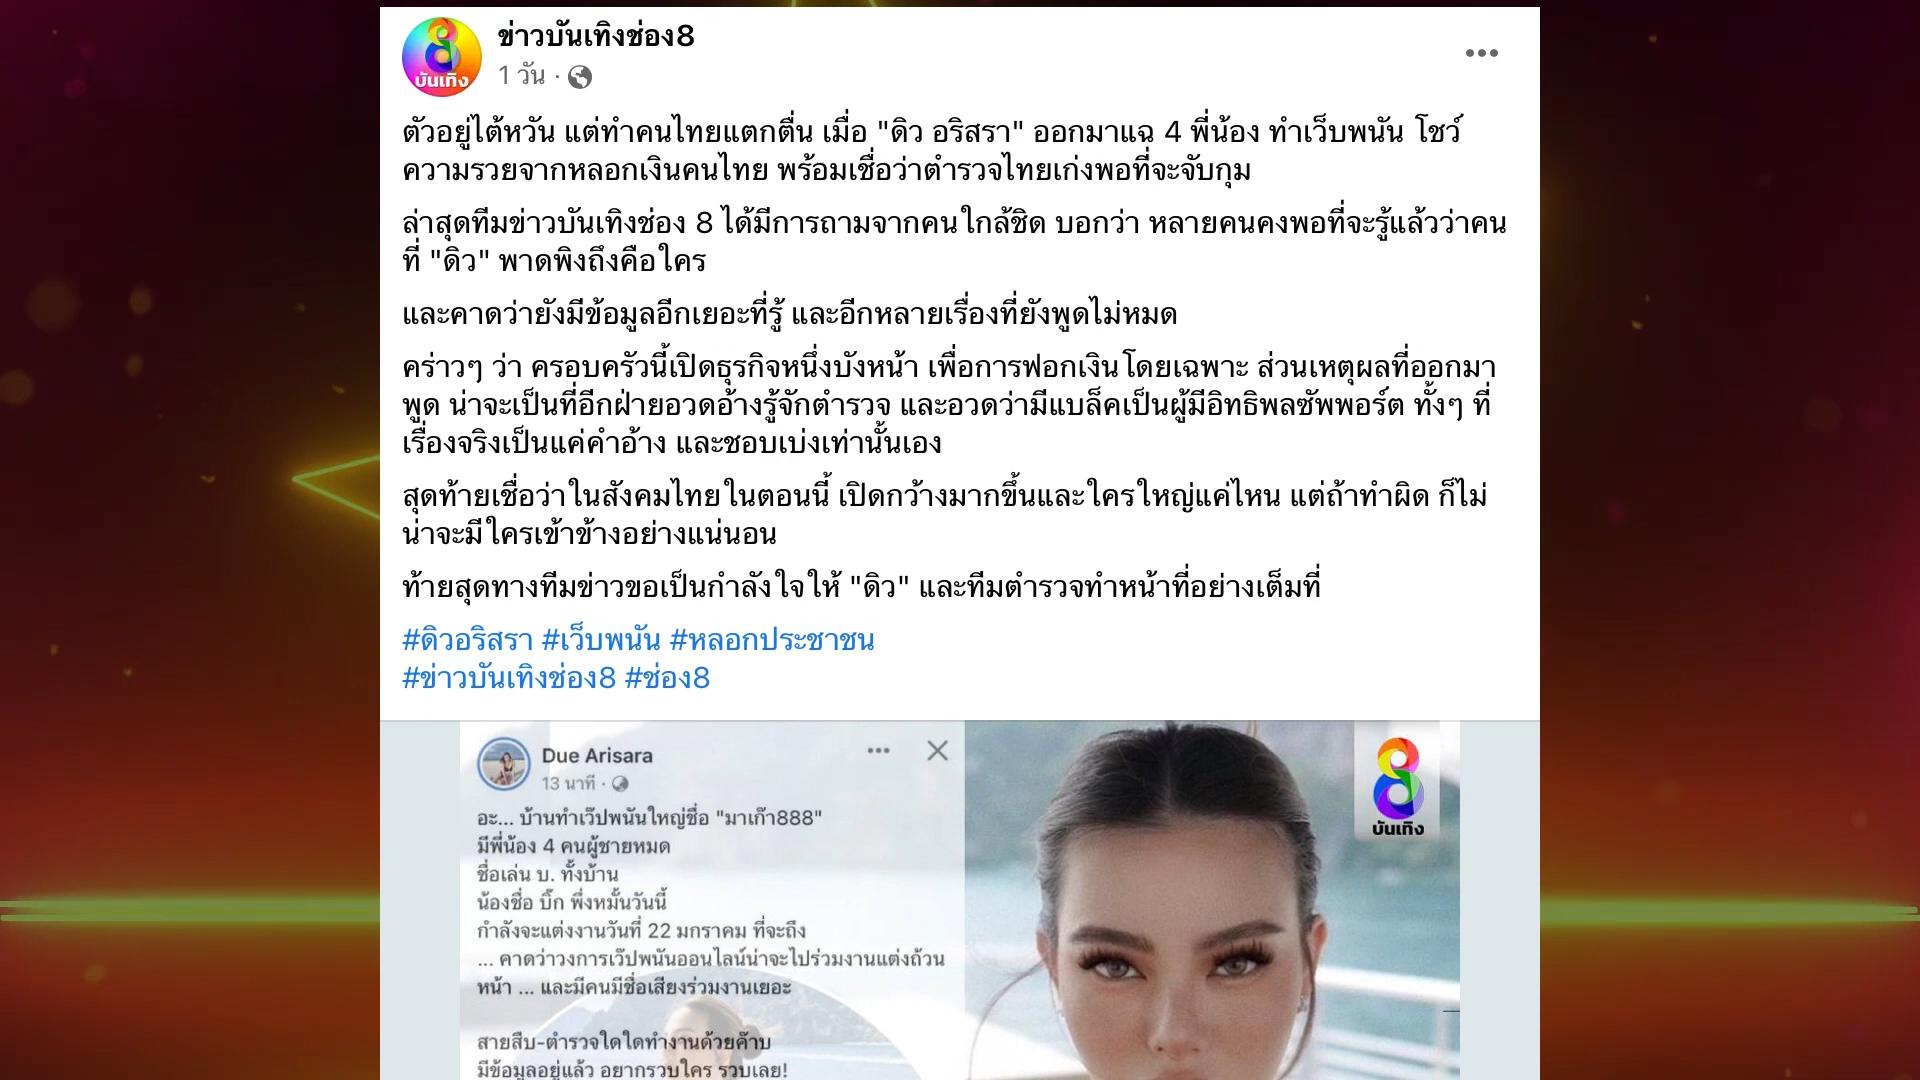 ข่าวบันเทิงช่อง8
บันเทิง
1 วัน ·
ตัวอยู่ไต้หวัน แต่ทำคนไทยแตกตื่น เมื่อ "ดิว อริสรา" ออกมาแฉ 4 พี่น้อง ทำเว็บพนัน โชว์
ความรวยจากหลอกเงินคนไทย พร้อมเชื่อว่าตำรวจไทยเก่งพอที่จะจับกุม
ล่าสุดทีมข่าวบันเทิงช่อง 8 ได้มีการถามจากคนใกล้ชิด บอกว่า หลายคนคงพอที่จะรู้แล้วว่าคน
ที่ "ดิว" พาดพิงถึงคือใคร
และคาดว่ายังมีข้อมูลอีกเยอะที่รู้ และอีกหลายเรื่องที่ยังพูดไม่หมด
คร่าวๆ ว่า ครอบครัวนี้เปิดธุรกิจหนึ่งบังหน้า เพื่อการฟอกเงินโดยเฉพาะ ส่วนเหตุผลที่ออกมา
พูด น่าจะเป็นที่อีกฝ่ายอวดอ้างรู้จักตำรวจ และอวดว่ามีแบล็คเป็นผู้มีอิทธิพลซัพพอร์ต ทั้งๆ ที่
เรื่องจริงเป็นแค่คำอ้าง และชอบเบ่งเท่านั้นเอง
สุดท้ายเชื่อว่าในสังคมไทยในตอนนี้ เปิดกว้างมากขึ้นและใครใหญ่แค่ไหน แต่ถ้าทำผิด ก็ไม่
น่าจะมีใครเข้าข้างอย่างแน่นอน
ท้ายสุดทางทีมข่าวขอเป็นกำลังใจให้ "ดิว" และทีมตำรวจทำหน้าที่อย่างเต็มที่
#ดิวอริสรา #เว็บพนัน #หลอกประชาชน
#ข่าวบันเทิงช่อง8 #ช่อง8
Due Arisara
13 นาที ·
อะ... บ้านทำเว๊ปพนันใหญ่ชื่อ "มาเก๊า888"
มีพี่น้อง 4 คนผู้ชายหมด
ชื่อเล่น บ. ทั้งบ้าน
น้องชื่อ บิ๊ก พึ่งหมั้นวันนี้
กำลังจะแต่งงานวันที่ 22 มกราคม ที่จะถึง
... คาดว่าวงการเว๊ปพนันออนไลน์น่าจะไปร่วมงานแต่งถ้วน
หน้า ... และมีคนมีชื่อเสียงร่วมงานเยอะ
สายสืบ-ตำรวจใดใดทำงานด้วยค๊าบ
มีข้อมูลอยู่แล้ว อยากรวบใคร รวบเลย!
8
บันเทิง